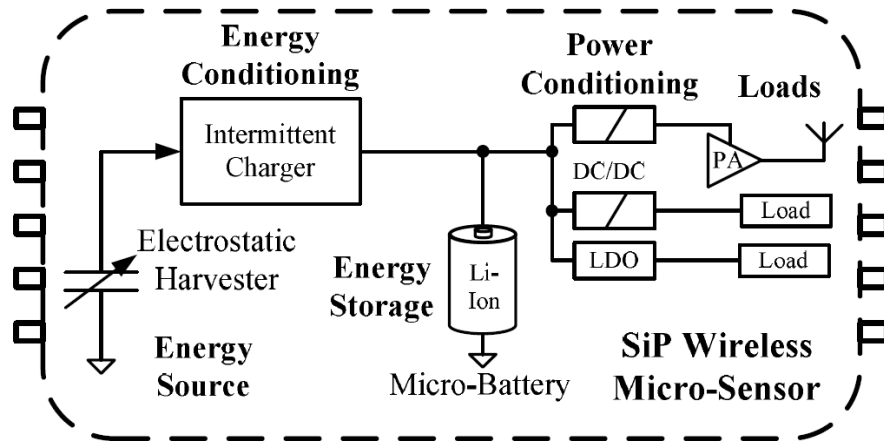 Energy
Conditioning
Power
Conditioning
Loads
Intermittent
Charger
PA
DC/DC
Load
LDO
Load
Electrostatic
Harvester
Energy
Storage
Li-
Ion
Energy
Source
Micro-Battery
SiP Wireless
Micro-Sensor